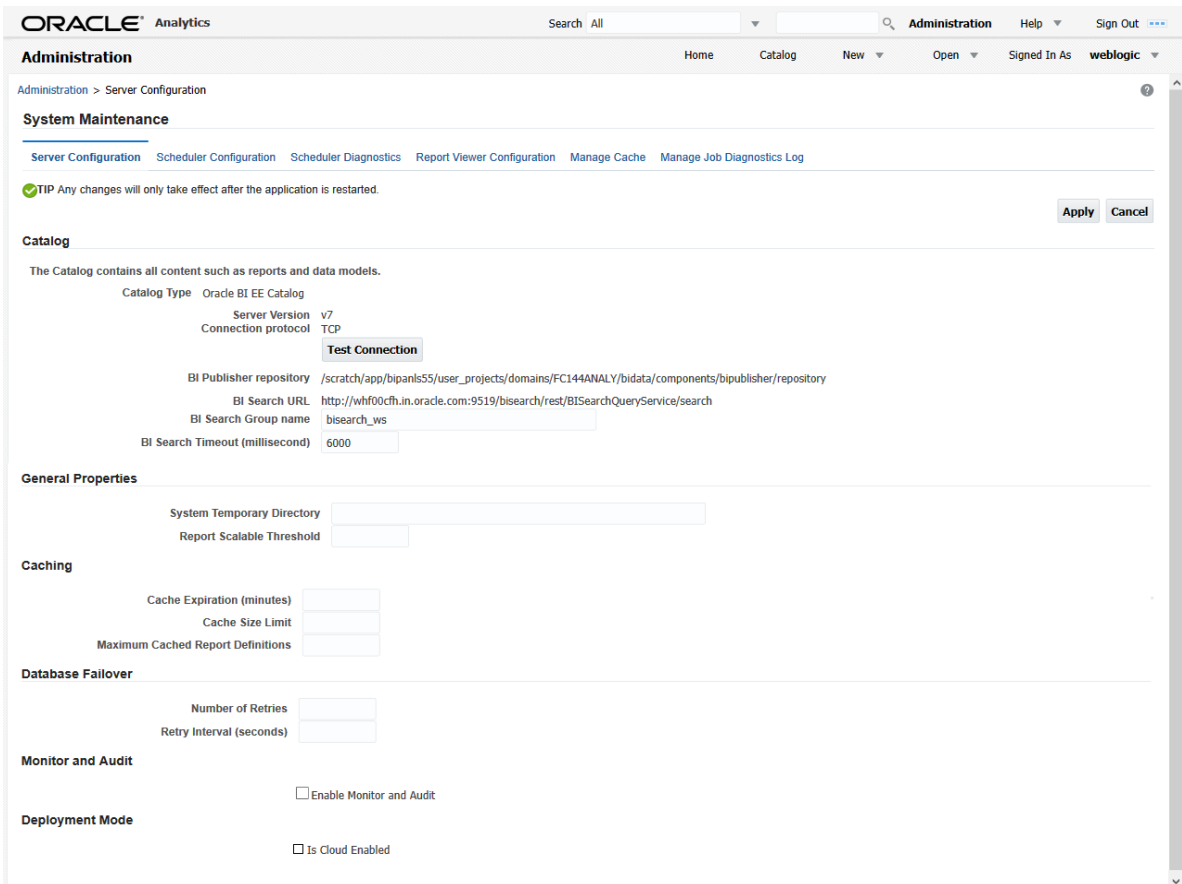 ORACLE® Analytics Search All Administration Help Sign Out
Administration Home Catalog New Open Signed In As weblogic
Administration > Server Configuration
System Maintenance
Server Configuration Scheduler Configuration Scheduler Diagnostics Report Viewer Configuration Manage Cache Manage Job Diagnostics Log
TIP Any changes will only take effect after the application is restarted.
Apply Cancel
Catalog
The Catalog contains all content such as reports and data models.
Catalog Type Oracle BI EE Catalog
Server Version v7
Connection protocol TCP
Test Connection
BI Publisher repository /scratch/app/bipanls55/user_projects/domains/FC144ANALY/bidata/components/bipublisher/repository
BI Search URL http://whf00cfh.in.oracle.com:9519/bisearch/rest/BISearchQueryService/search
BI Search Group name bisearch_ws
BI Search Timeout (millisecond) 6000
General Properties
System Temporary Directory
Report Scalable Threshold
Caching
Cache Expiration (minutes)
Cache Size Limit
Maximum Cached Report Definitions
Database Failover
Number of Retries
Retry Interval (seconds)
Monitor and Audit
Enable Monitor and Audit
Deployment Mode
Is Cloud Enabled